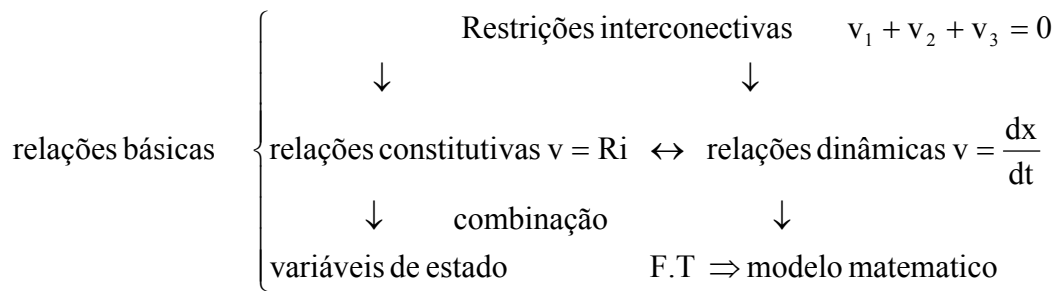 Restrições interconectivas v₁ + v₂ + v₃ = 0
↓ ↓
relações básicas { relações constitutivas v = Ri ↔ relações dinâmicas v = dx/dt
↓ combinação ↓
variáveis de estado F.T ⇒ modelo matematico